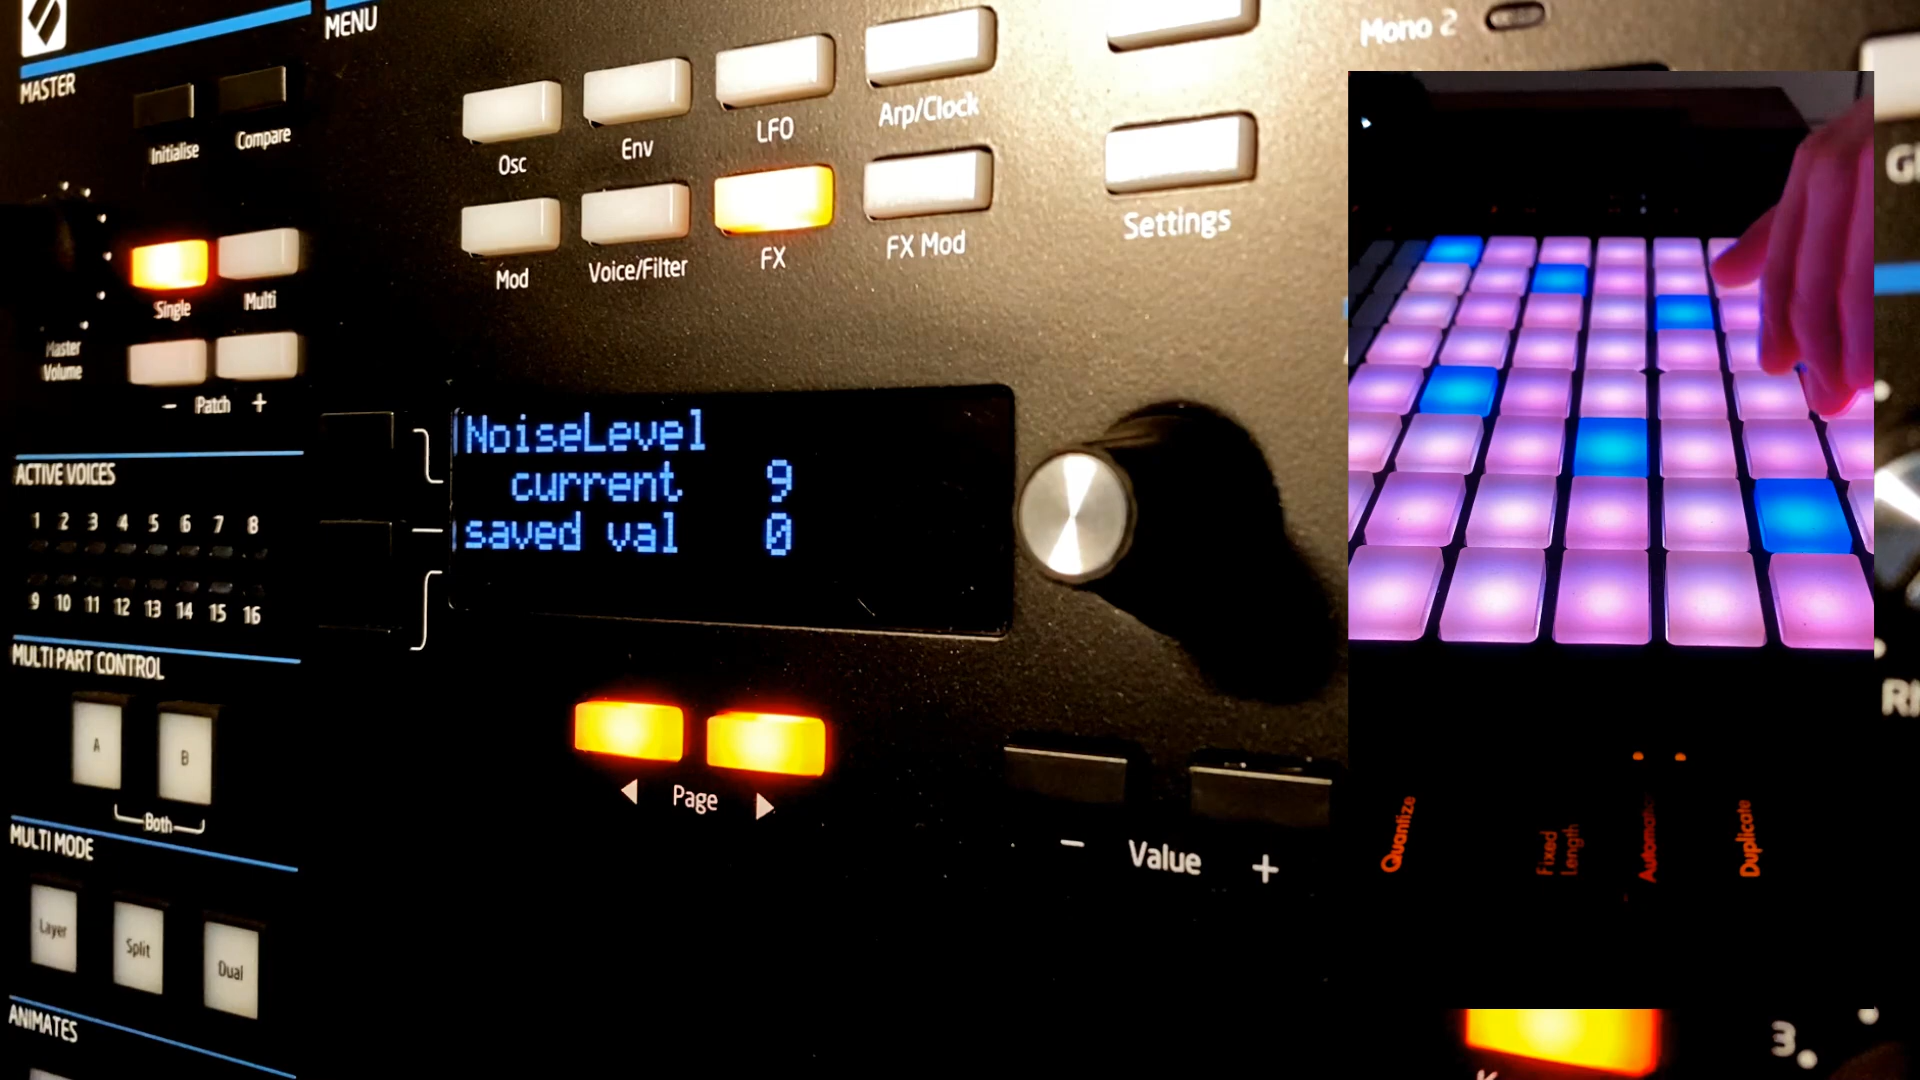 MASTER
Initialise
Compare
Single
Multi
Master
Volume
– Patch +
ACTIVE VOICES
1 2 3 4 5 6 7 8
9 10 11 12 13 14 15 16
MULTI PART CONTROL
A B
Both
MULTI MODE
Layer
Split
Dual
ANIMATES
MENU
Osc
Env
LFO
Arp/Clock
Mod
Voice/Filter
FX
FX Mod
Settings
NoiseLevel
current 9
saved val 0
◀ Page ▶
– Value +
Mono 2
Quantize
Fixed
Length
Duplicate
3